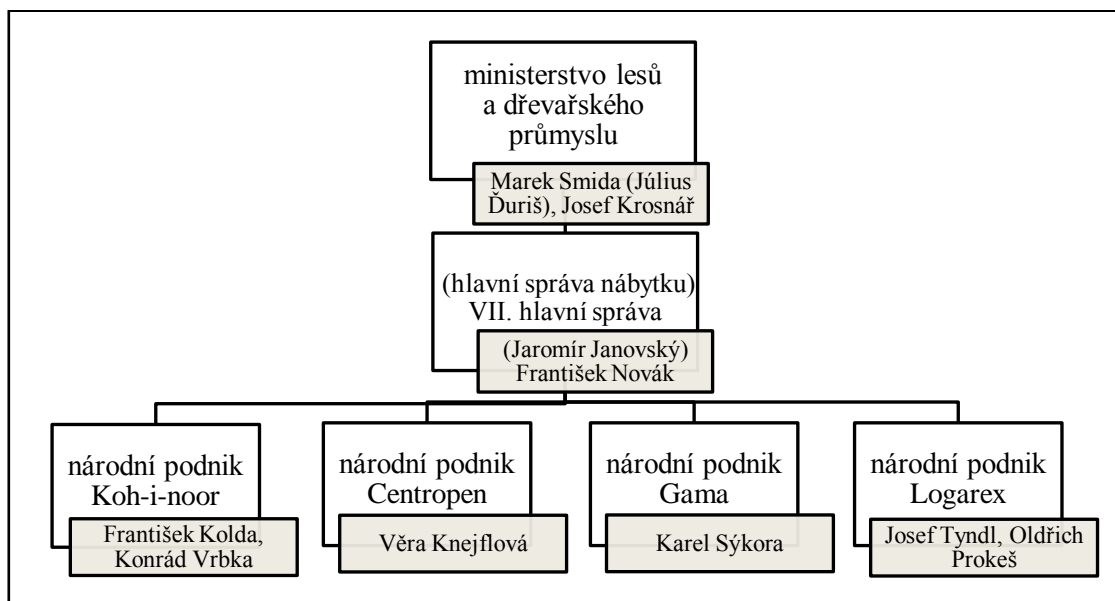 ministerstvo lesů
a dřevařského
průmyslu
Marek Smida (Július
Ďuriš), Josef Krosnář
(hlavní správa nábytku)
VII. hlavní správa
(Jaromír Janovský)
František Novák
národní podnik
Koh-i-noor
František Kolda,
Konrád Vrbka
národní podnik
Centropen
Věra Knejflová
národní podnik
Gama
Karel Sýkora
národní podnik
Logarex
Josef Tyndl, Oldřich
Prokeš